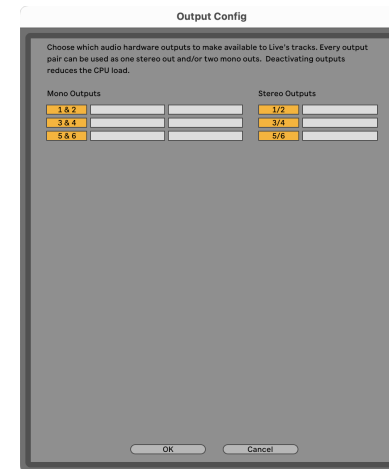 Output Config
Choose which audio hardware outputs to make available to Live's tracks. Every output
pair can be used as one stereo out and/or two mono outs. Deactivating outputs
reduces the CPU load.
Mono Outputs
Stereo Outputs
1 & 2
1/2
3 & 4
3/4
5 & 6
5/6
OK
Cancel